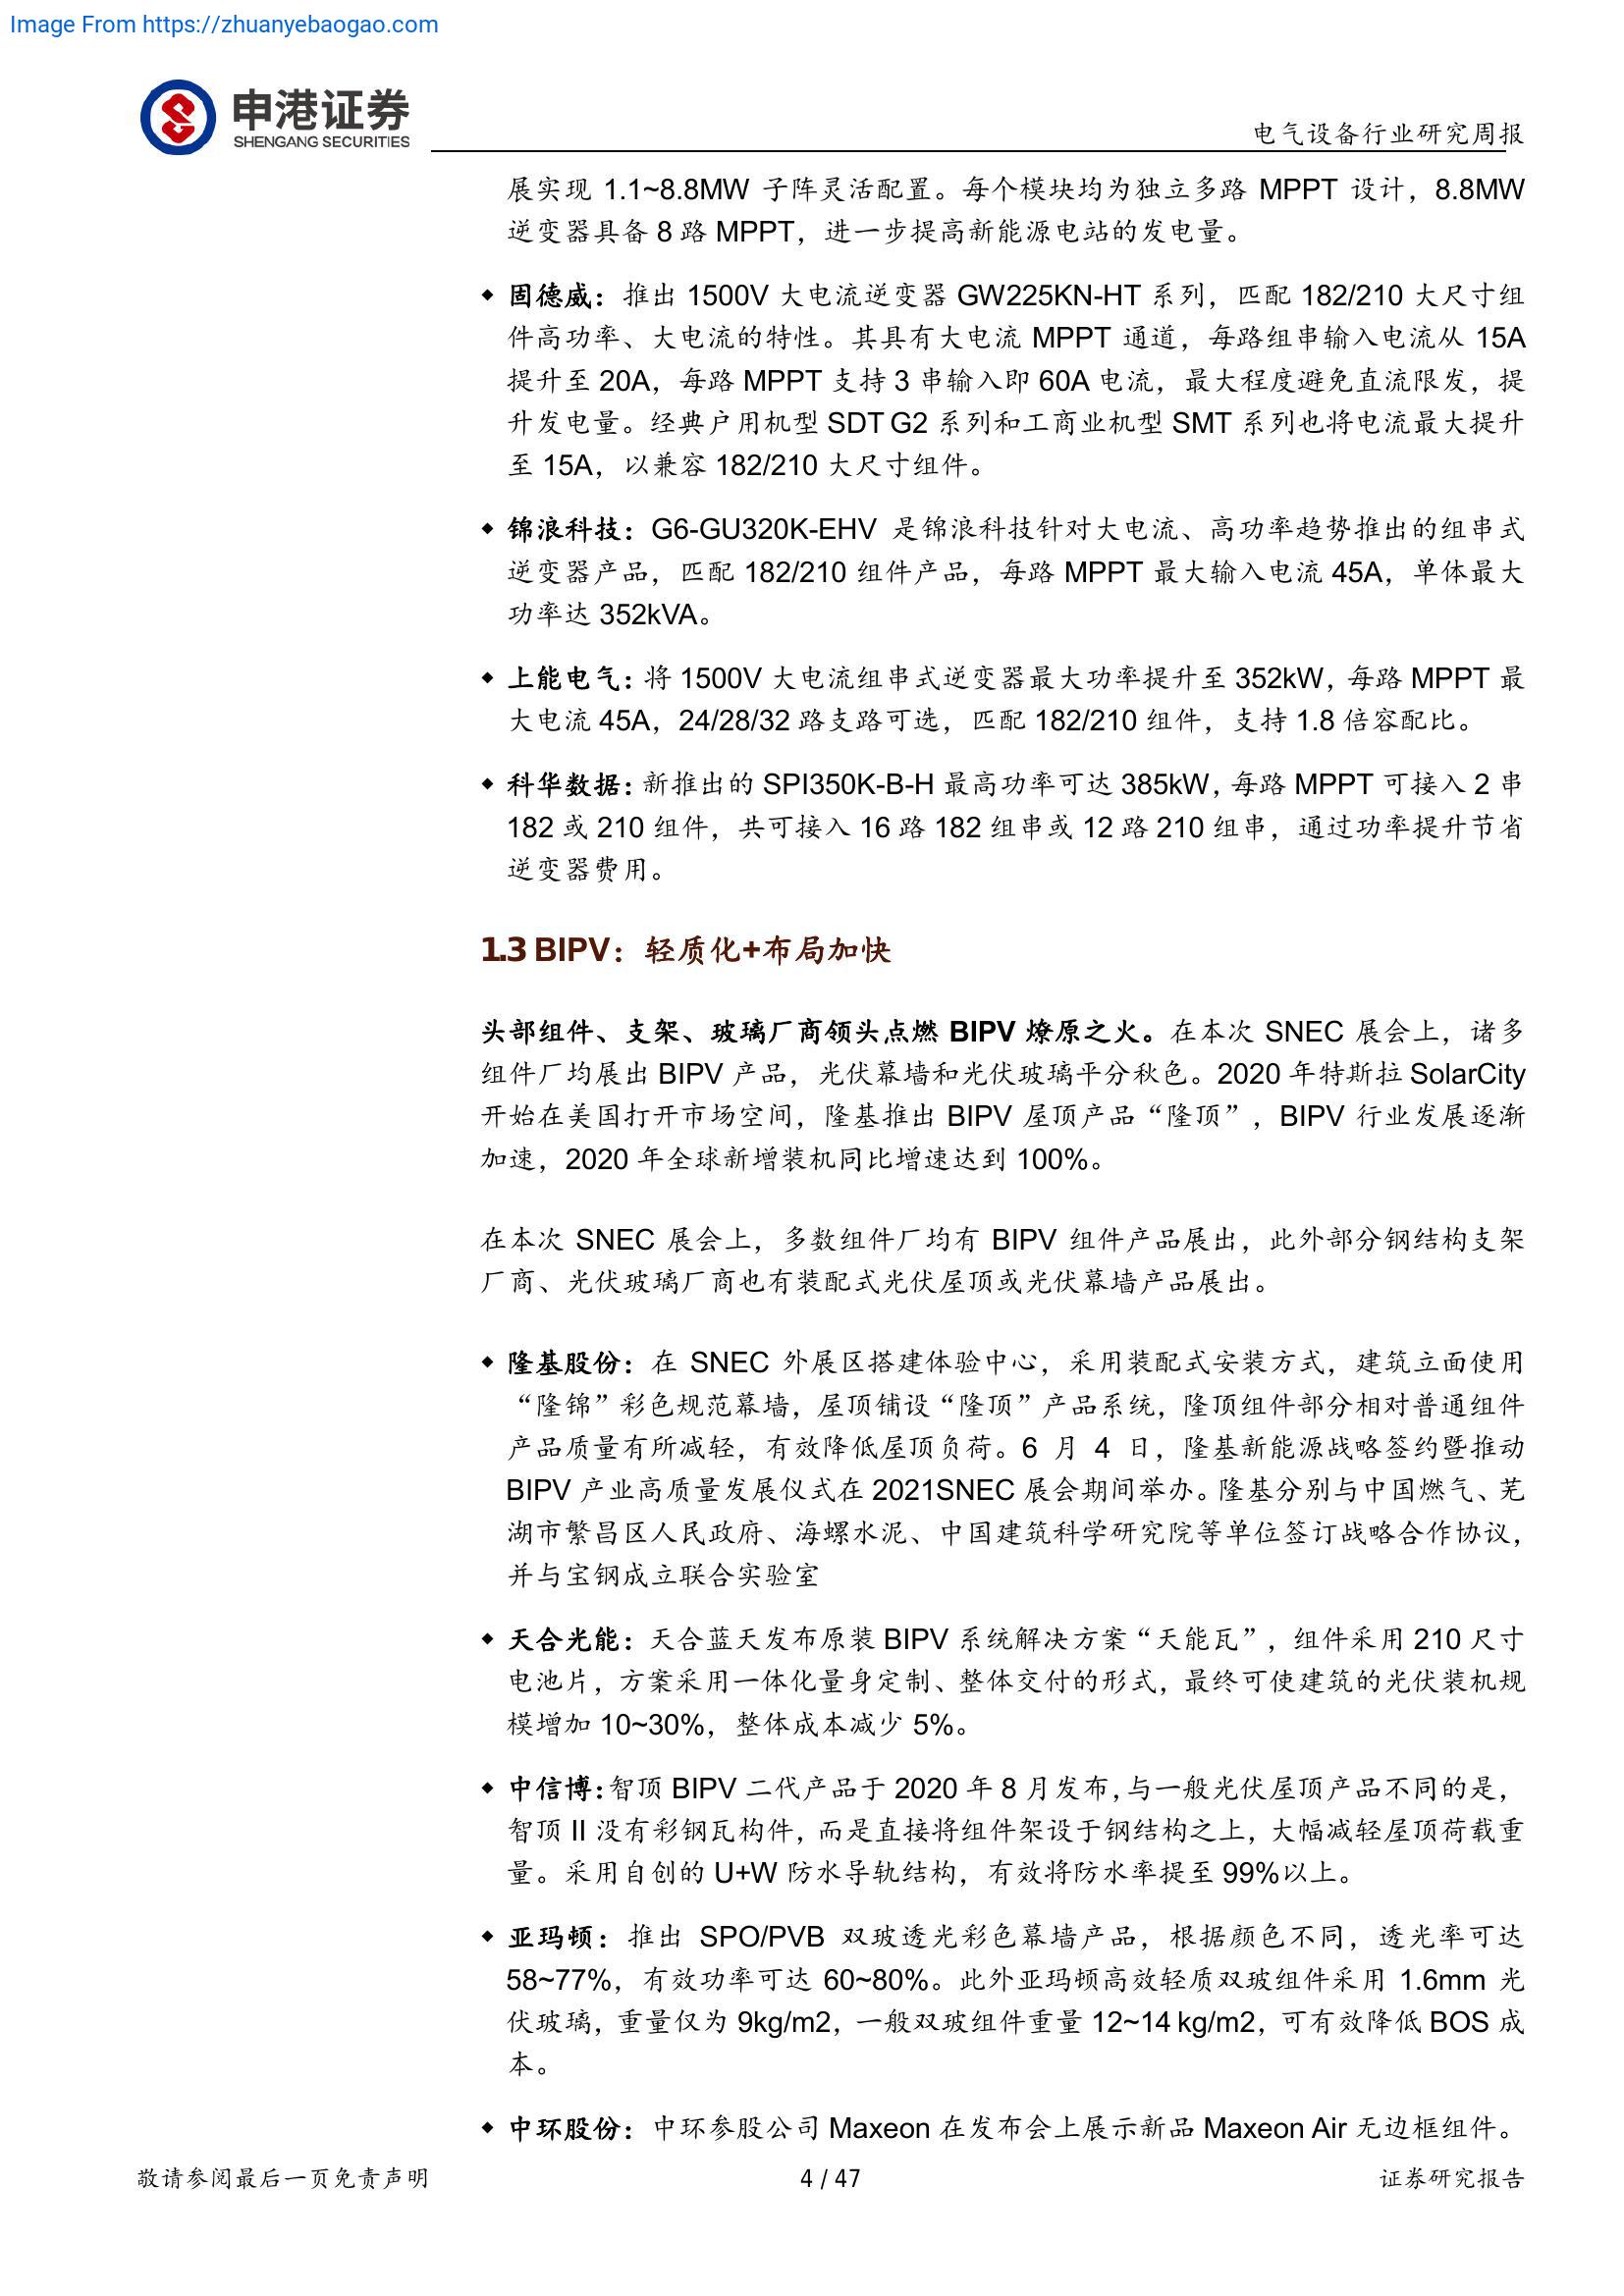 Image From https://zhuanyebaogao.com
申港证券
SHENGANG SECURITIES
电气设备行业研究周报
展实现 1.1~8.8MW 子阵灵活配置。每个模块均为独立多路 MPPT 设计，8.8MW
逆变器具备 8 路 MPPT，进一步提高新能源电站的发电量。
◆ 固德威：推出 1500V 大电流逆变器 GW225KN-HT 系列，匹配 182/210 大尺寸组
件高功率、大电流的特性。其具有大电流 MPPT 通道，每路组串输入电流从 15A
提升至 20A，每路 MPPT 支持 3 串输入即 60A 电流，最大程度避免直流限发，提
升发电量。经典户用机型 SDT G2 系列和工商业机型 SMT 系列也将电流最大提升
至 15A，以兼容 182/210 大尺寸组件。
◆ 锦浪科技：G6-GU320K-EHV 是锦浪科技针对大电流、高功率趋势推出的组串式
逆变器产品，匹配 182/210 组件产品，每路 MPPT 最大输入电流 45A，单体最大
功率达 352kVA。
◆ 上能电气：将 1500V 大电流组串式逆变器最大功率提升至 352kW，每路 MPPT 最
大电流 45A，24/28/32 路支路可选，匹配 182/210 组件，支持 1.8 倍容配比。
◆ 科华数据：新推出的 SPI350K-B-H 最高功率可达 385kW，每路 MPPT 可接入 2 串
182 或 210 组件，共可接入 16 路 182 组串或 12 路 210 组串，通过功率提升节省
逆变器费用。
1.3 BIPV：轻质化+布局加快
头部组件、支架、玻璃厂商领头点燃 BIPV 燎原之火。在本次 SNEC 展会上，诸多
组件厂均展出 BIPV 产品，光伏幕墙和光伏玻璃平分秋色。2020 年特斯拉 SolarCity
开始在美国打开市场空间，隆基推出 BIPV 屋顶产品“隆顶”，BIPV 行业发展逐渐
加速，2020 年全球新增装机同比增速达到 100%。
在本次 SNEC 展会上，多数组件厂均有 BIPV 组件产品展出，此外部分钢结构支架
厂商、光伏玻璃厂商也有装配式光伏屋顶或光伏幕墙产品展出。
◆ 隆基股份：在 SNEC 外展区搭建体验中心，采用装配式安装方式，建筑立面使用
“隆锦”彩色规范幕墙，屋顶铺设“隆顶”产品系统，隆顶组件部分相对普通组件
产品质量有所减轻，有效降低屋顶负荷。6 月 4 日，隆基新能源战略签约暨推动
BIPV 产业高质量发展仪式在 2021SNEC 展会期间举办。隆基分别与中国燃气、芜
湖市繁昌区人民政府、海螺水泥、中国建筑科学研究院等单位签订战略合作协议，
并与宝钢成立联合实验室
◆ 天合光能：天合蓝天发布原装 BIPV 系统解决方案“天能瓦”，组件采用 210 尺寸
电池片，方案采用一体化量身定制、整体交付的形式，最终可使建筑的光伏装机规
模增加 10~30%，整体成本减少 5%。
◆ 中信博：智顶 BIPV 二代产品于 2020 年 8 月发布，与一般光伏屋顶产品不同的是，
智顶 II 没有彩钢瓦构件，而是直接将组件架设于钢结构之上，大幅减轻屋顶荷载重
量。采用自创的 U+W 防水导轨结构，有效将防水率提至 99%以上。
◆ 亚玛顿：推出 SPO/PVB 双玻透光彩色幕墙产品，根据颜色不同，透光率可达
58~77%，有效功率可达 60~80%。此外亚玛顿高效轻质双玻组件采用 1.6mm 光
伏玻璃，重量仅为 9kg/m2，一般双玻组件重量 12~14 kg/m2，可有效降低 BOS 成
本。
◆ 中环股份：中环参股公司 Maxeon 在发布会上展示新品 Maxeon Air 无边框组件。
敬请参阅最后一页免责声明
4 / 47
证券研究报告